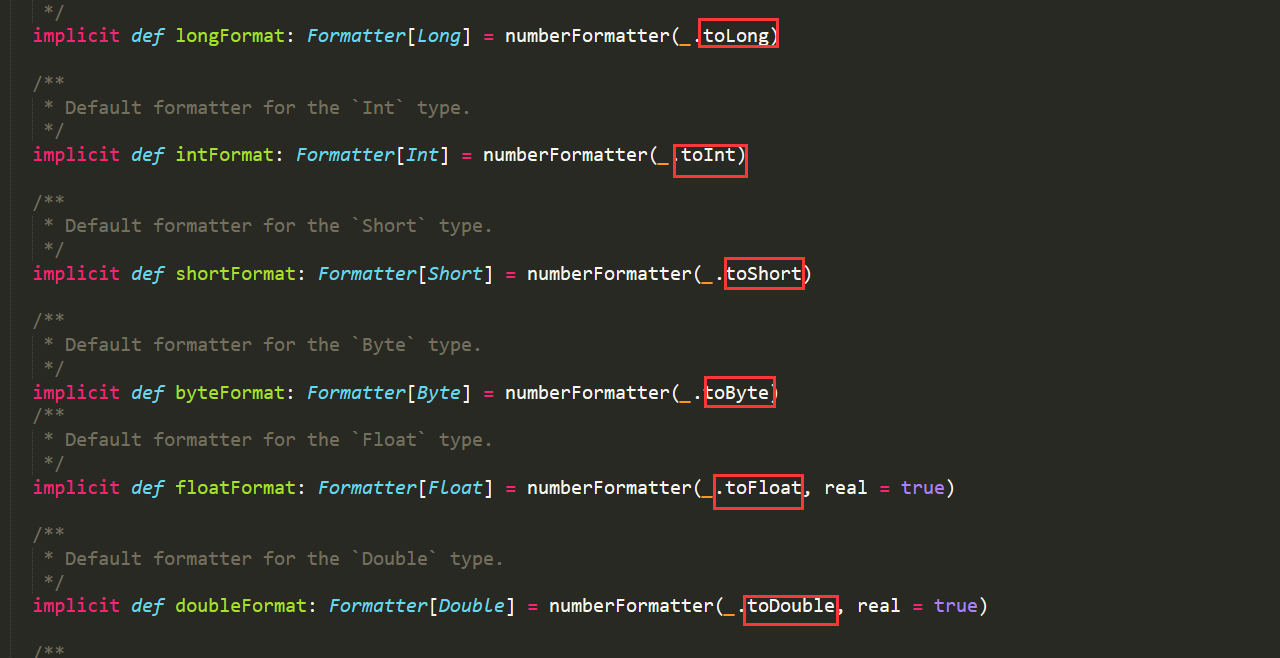 */
implicit def longFormat: Formatter[Long] = numberFormatter(_.toLong)
/**
* Default formatter for the `Int` type.
*/
implicit def intFormat: Formatter[Int] = numberFormatter(_.toInt)
/**
* Default formatter for the `Short` type.
*/
implicit def shortFormat: Formatter[Short] = numberFormatter(_.toShort)
/**
* Default formatter for the `Byte` type.
*/
implicit def byteFormat: Formatter[Byte] = numberFormatter(_.toByte)
/**
* Default formatter for the `Float` type.
*/
implicit def floatFormat: Formatter[Float] = numberFormatter(_.toFloat, real = true)
/**
* Default formatter for the `Double` type.
*/
implicit def doubleFormat: Formatter[Double] = numberFormatter(_.toDouble, real = true)
/**